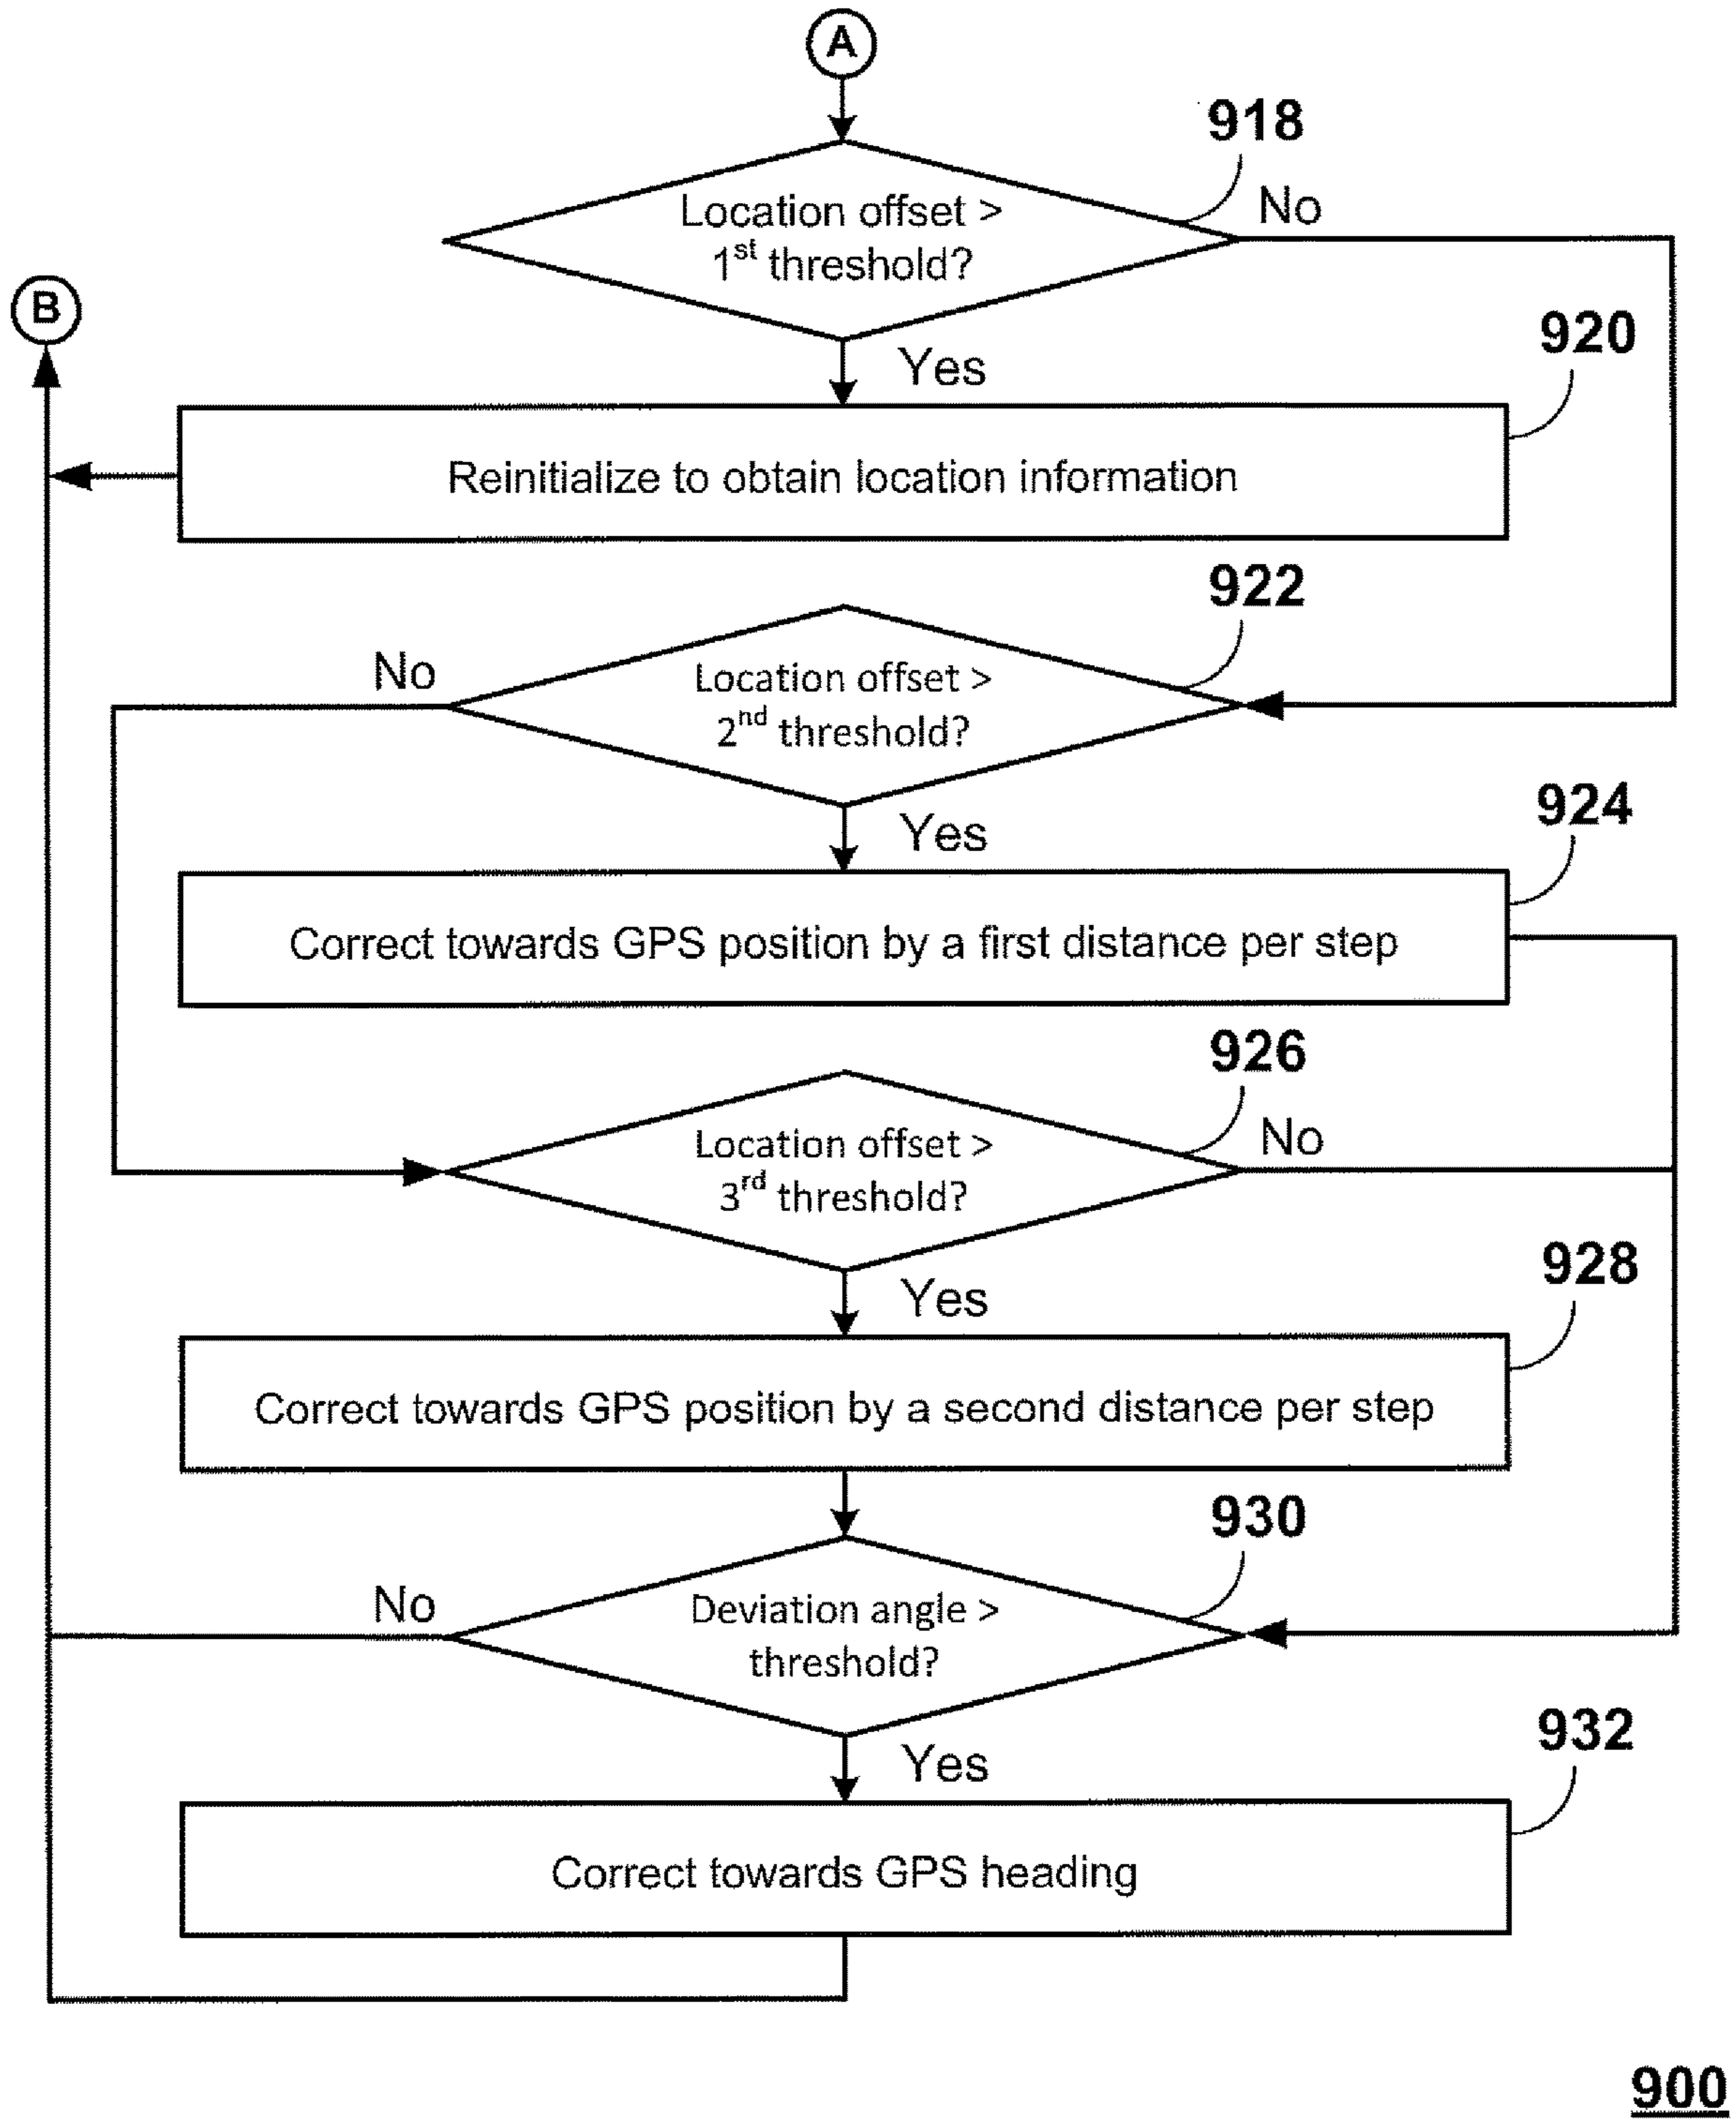 A
918
Location offset >
No
1st threshold?
B
920
Yes
Reinitialize to obtain location information
922
No
Location offset >
2nd threshold?
924
Yes
Correct towards GPS position by a first distance per step
926
Location offset >
No
3rd threshold?
928
Yes
Correct towards GPS position by a second distance per step
930
No
Deviation angle >
threshold?
932
Yes
Correct towards GPS heading
900